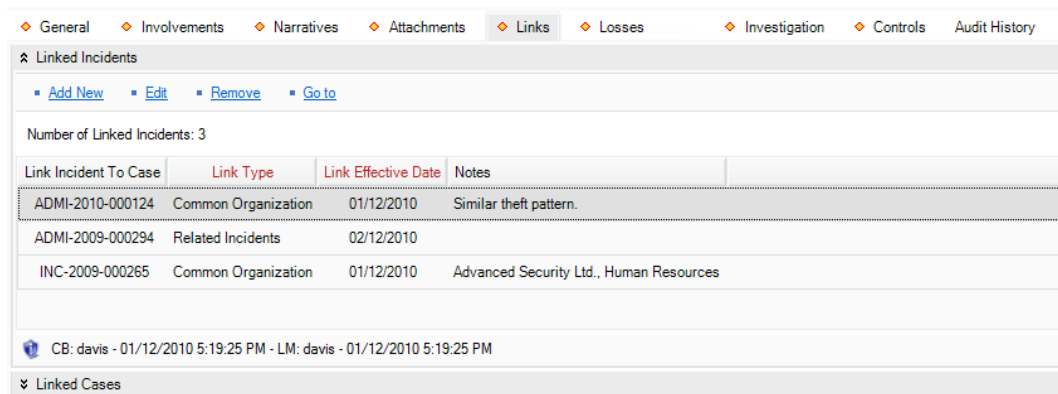 General Involvements Narratives Attachments Links Losses Investigation Controls Audit History
Linked Incidents
Add New Edit Remove Go to
Number of Linked Incidents: 3
Link Incident To Case Link Type Link Effective Date Notes
ADMI-2010-000124 Common Organization 01/12/2010 Similar theft pattern.
ADMI-2009-000294 Related Incidents 02/12/2010
INC-2009-000265 Common Organization 01/12/2010 Advanced Security Ltd., Human Resources
CB: davis - 01/12/2010 5:19:25 PM - LM: davis - 01/12/2010 5:19:25 PM
Linked Cases